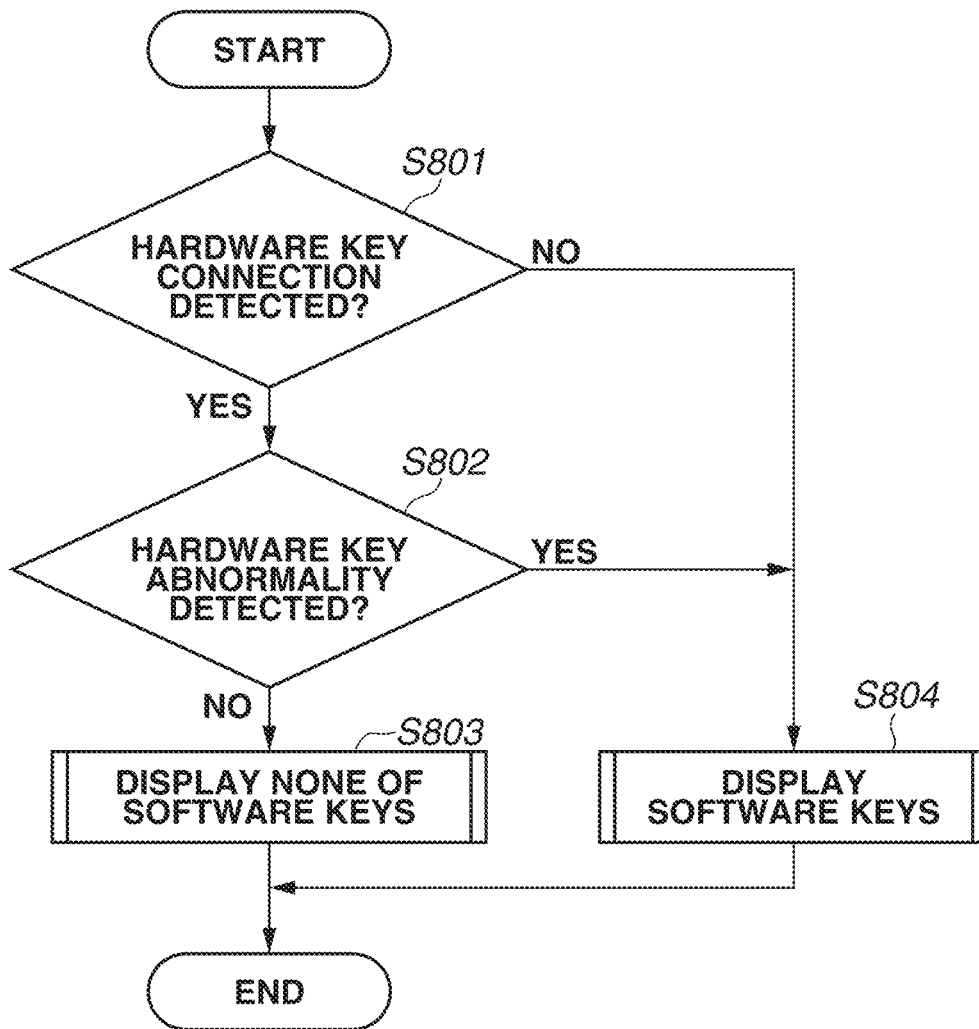 START
S801
HARDWARE KEY
CONNECTION
DETECTED?
NO
YES
S802
HARDWARE KEY
ABNORMALITY
DETECTED?
YES
NO
S803
DISPLAY NONE OF
SOFTWARE KEYS
S804
DISPLAY
SOFTWARE KEYS
END